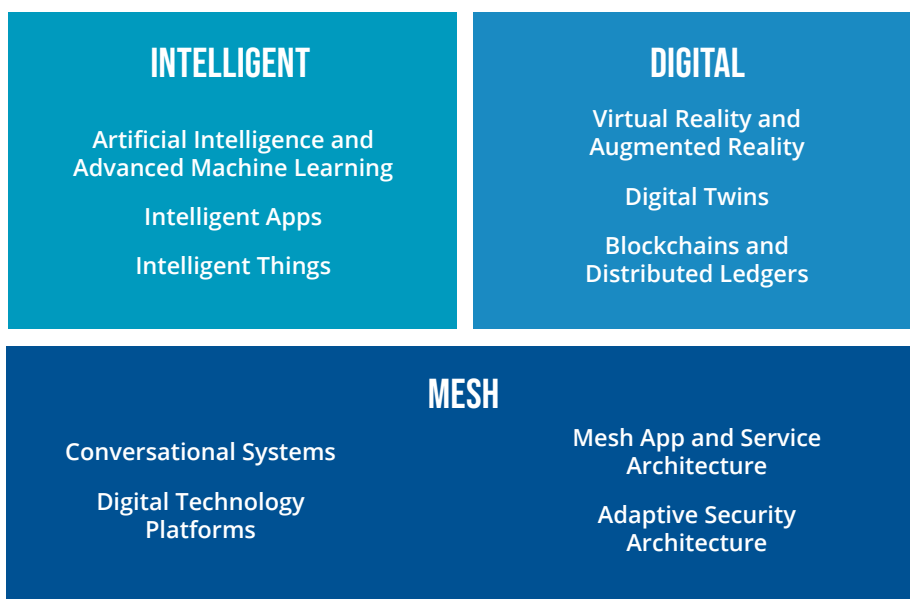 INTELLIGENT
Artificial Intelligence and
Advanced Machine Learning
Intelligent Apps
Intelligent Things
DIGITAL
Virtual Reality and
Augmented Reality
Digital Twins
Blockchains and
Distributed Ledgers
MESH
Conversational Systems
Digital Technology
Platforms
Mesh App and Service
Architecture
Adaptive Security
Architecture